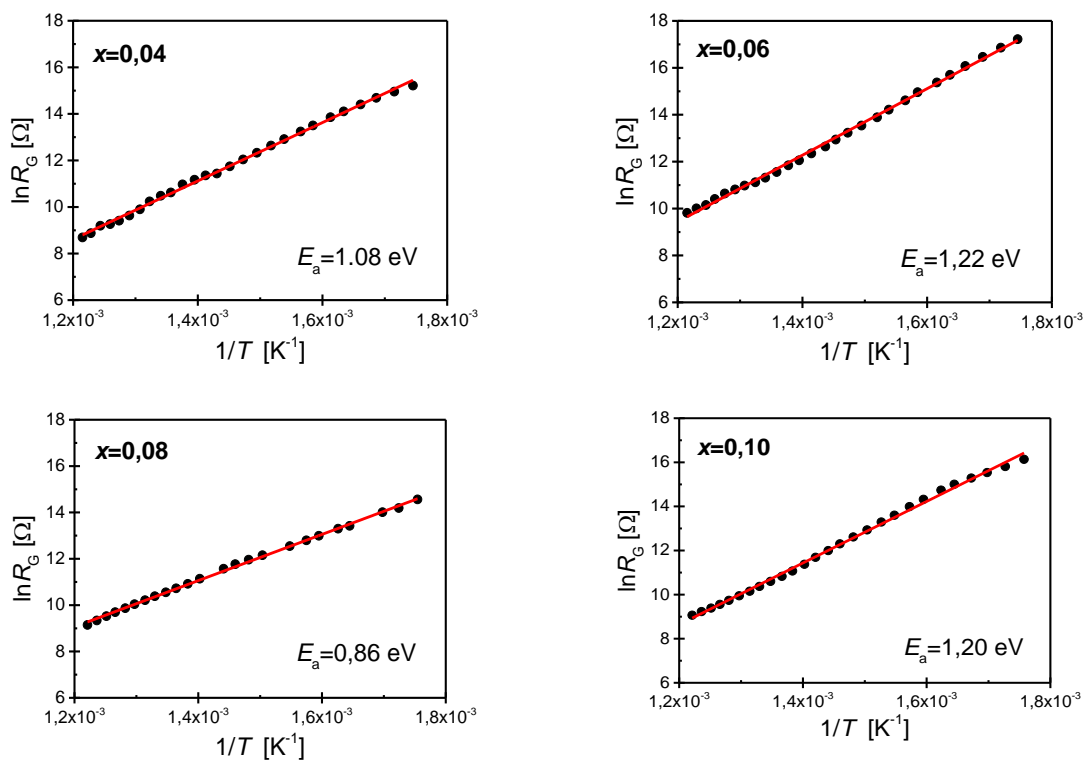 18
16
14
12
10
8
6
ln R_G [Ω]
x=0,04
E_a=1.08 eV
1,2x10⁻³ 1,4x10⁻³ 1,6x10⁻³ 1,8x10⁻³
1/T [K⁻¹]
18
16
14
12
10
8
6
ln R_G [Ω]
x=0,06
E_a=1,22 eV
1,2x10⁻³ 1,4x10⁻³ 1,6x10⁻³ 1,8x10⁻³
1/T [K⁻¹]
18
16
14
12
10
8
6
ln R_G [Ω]
x=0,08
E_a=0,86 eV
1,2x10⁻³ 1,4x10⁻³ 1,6x10⁻³ 1,8x10⁻³
1/T [K⁻¹]
18
16
14
12
10
8
6
ln R_G [Ω]
x=0,10
E_a=1,20 eV
1,2x10⁻³ 1,4x10⁻³ 1,6x10⁻³ 1,8x10⁻³
1/T [K⁻¹]